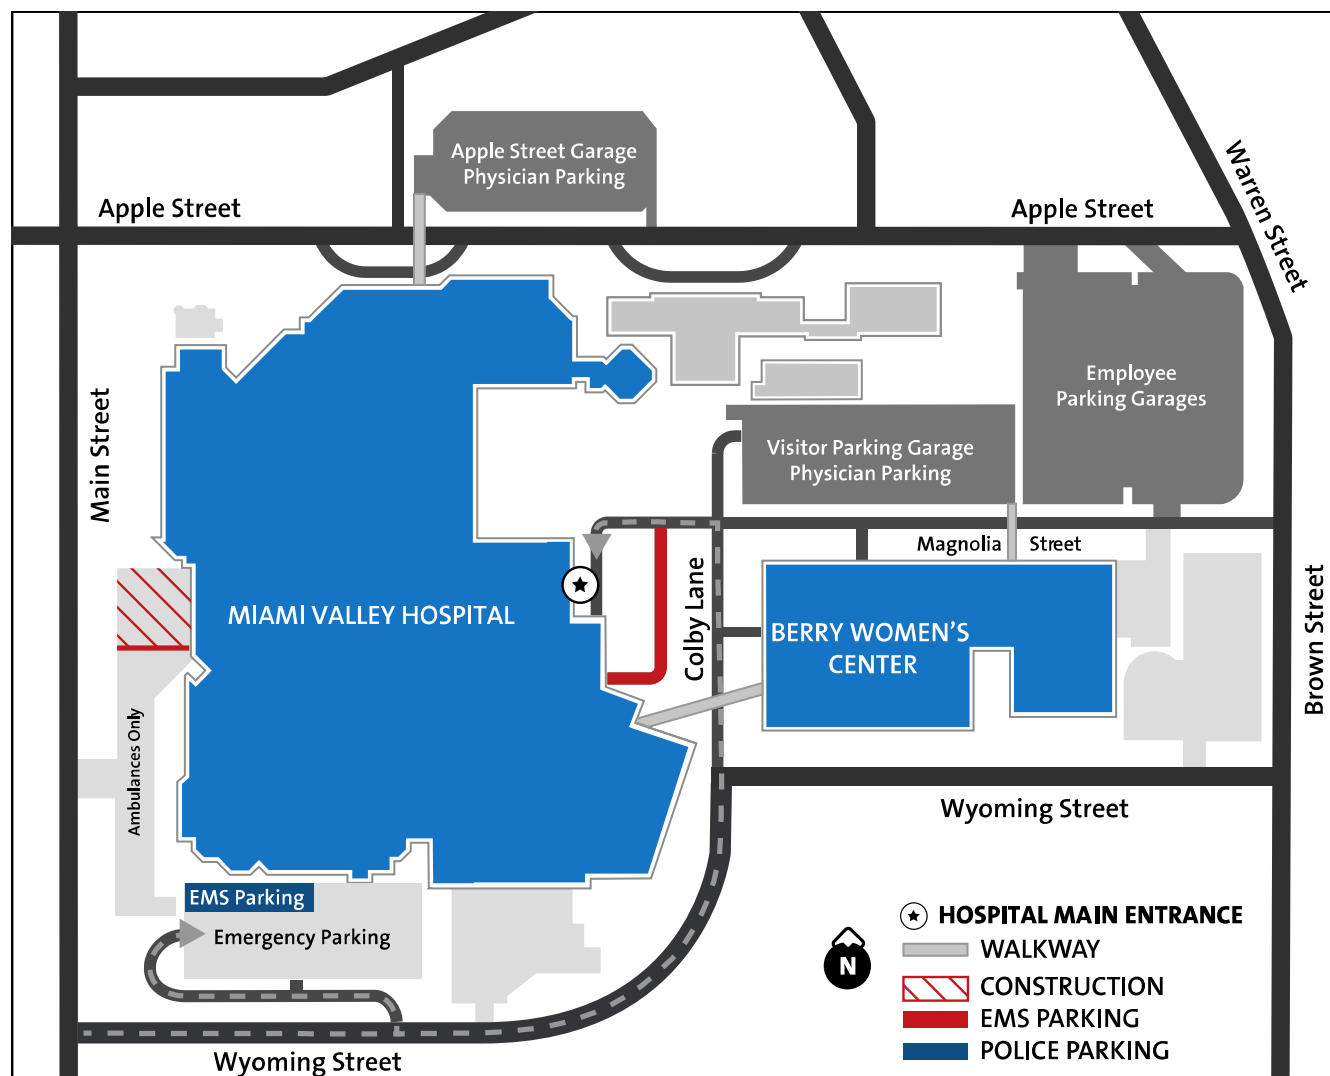 Apple Street Garage
Physician Parking
Apple Street
Apple Street
Warren Street
Main Street
Employee
Parking Garages
Visitor Parking Garage
Physician Parking
Magnolia Street
MIAMI VALLEY HOSPITAL
Colby Lane
BERRY WOMEN'S
CENTER
Brown Street
Ambulances Only
Wyoming Street
EMS Parking
Emergency Parking
HOSPITAL MAIN ENTRANCE
WALKWAY
N
CONSTRUCTION
EMS PARKING
POLICE PARKING
Wyoming Street